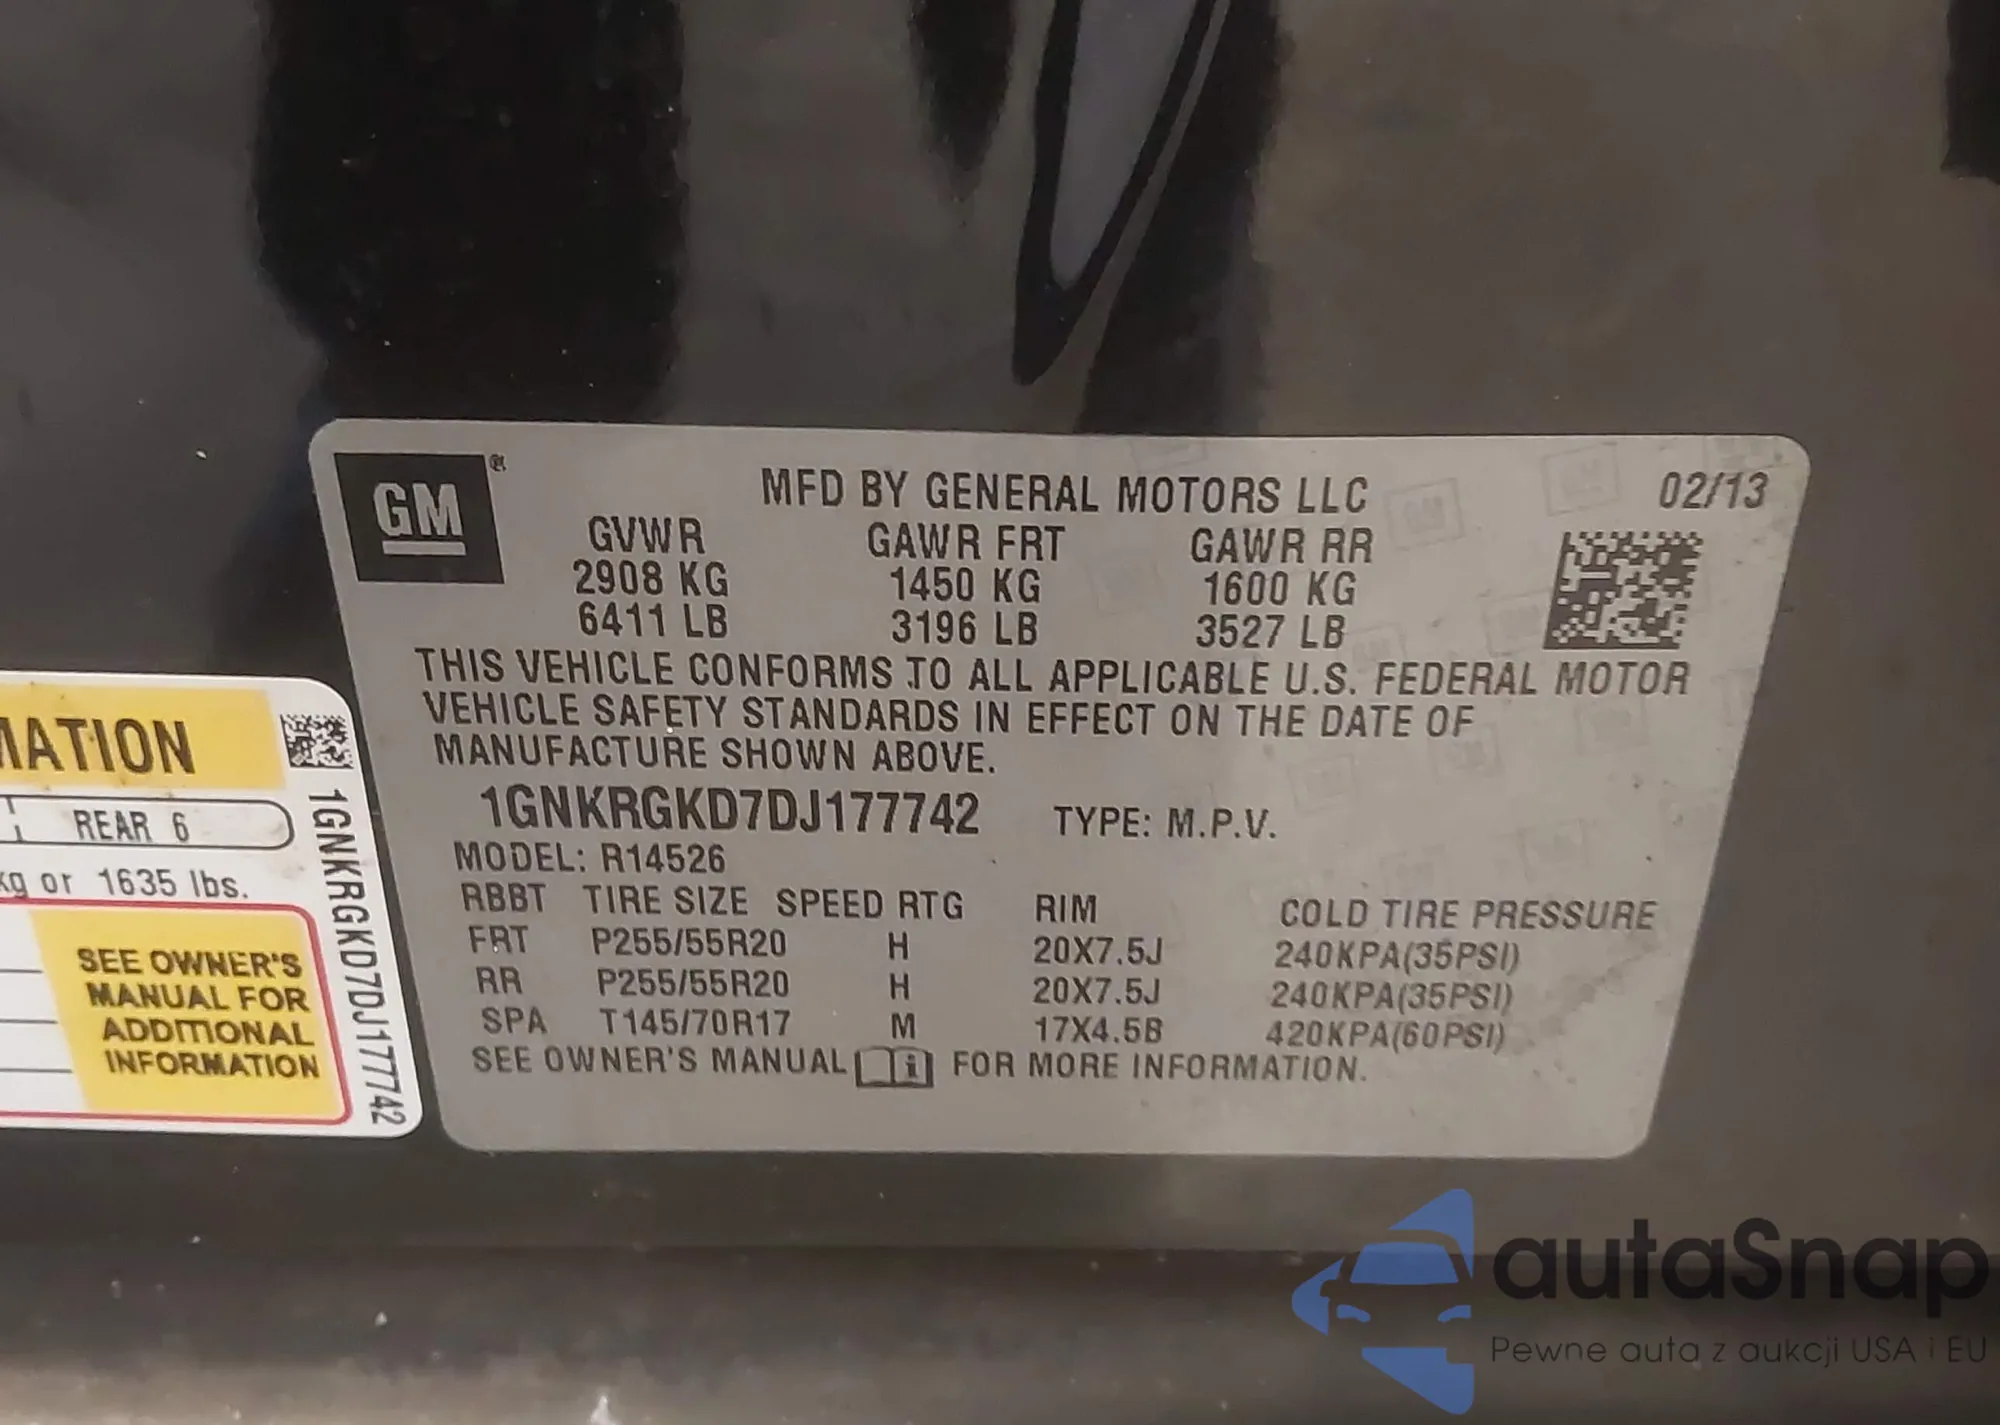 GM ®
MFD BY GENERAL MOTORS LLC 02/13
GVWR GAWR FRT GAWR RR
2908 KG 1450 KG 1600 KG
6411 LB 3196 LB 3527 LB
THIS VEHICLE CONFORMS TO ALL APPLICABLE U.S. FEDERAL MOTOR
VEHICLE SAFETY STANDARDS IN EFFECT ON THE DATE OF
MANUFACTURE SHOWN ABOVE.
1GNKRGKD7DJ177742 TYPE: M.P.V.
MODEL: R14526
RBBT TIRE SIZE SPEED RTG RIM COLD TIRE PRESSURE
FRT P255/55R20 H 20X7.5J 240KPA(35PSI)
RR P255/55R20 H 20X7.5J 240KPA(35PSI)
SPA T145/70R17 M 17X4.5B 420KPA(60PSI)
SEE OWNER'S MANUAL FOR MORE INFORMATION.
MATION
REAR 6
kg or 1635 lbs.
SEE OWNER'S
MANUAL FOR
ADDITIONAL
INFORMATION
1GNKRGKD7DJ177742
autaSnap
Pewne auta z aukcji USA i EU